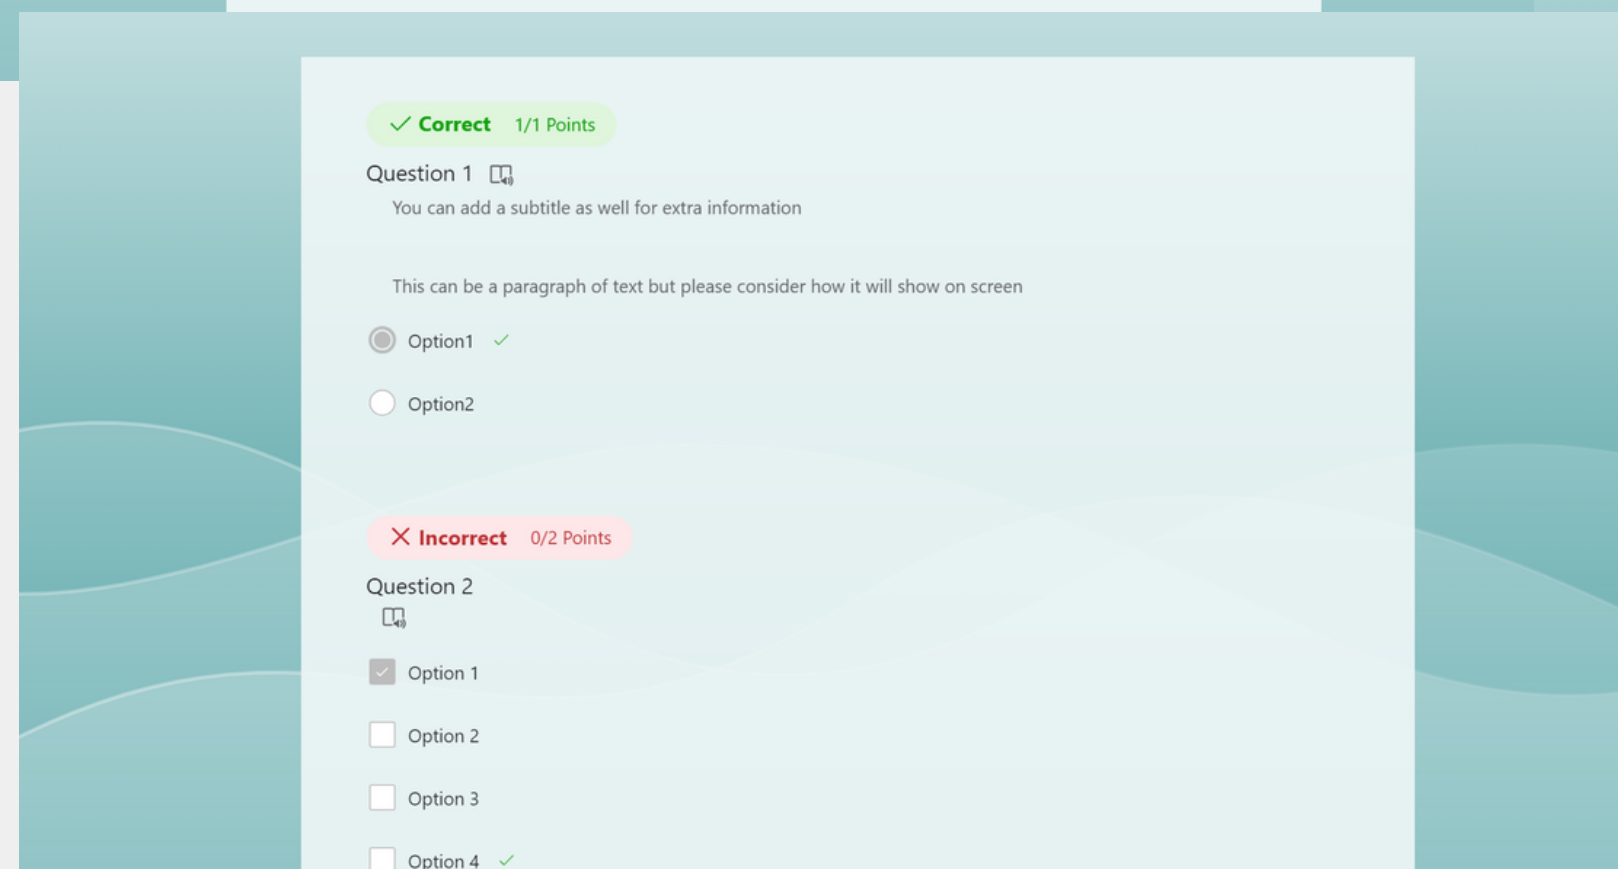 Correct 1/1 Points
Question 1
You can add a subtitle as well for extra information
This can be a paragraph of text but please consider how it will show on screen
Option1
Option2
Incorrect 0/2 Points
Question 2
Option 1
Option 2
Option 3
Option 4